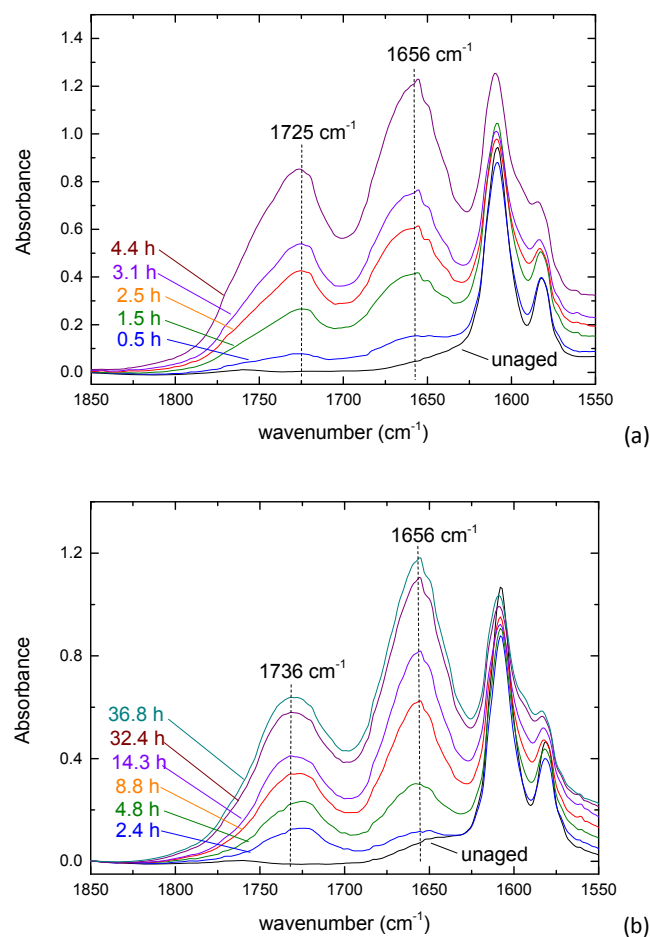 1.4
1.2
1.0
0.8
0.6
0.4
0.2
0.0
Absorbance
1656 cm⁻¹
1725 cm⁻¹
4.4 h
3.1 h
2.5 h
1.5 h
0.5 h
unaged
1850 1800 1750 1700 1650 1600 1550
wavenumber (cm⁻¹)
(a)
1.2
0.8
0.4
0.0
Absorbance
1656 cm⁻¹
1736 cm⁻¹
36.8 h
32.4 h
14.3 h
8.8 h
4.8 h
2.4 h
unaged
1850 1800 1750 1700 1650 1600 1550
wavenumber (cm⁻¹)
(b)